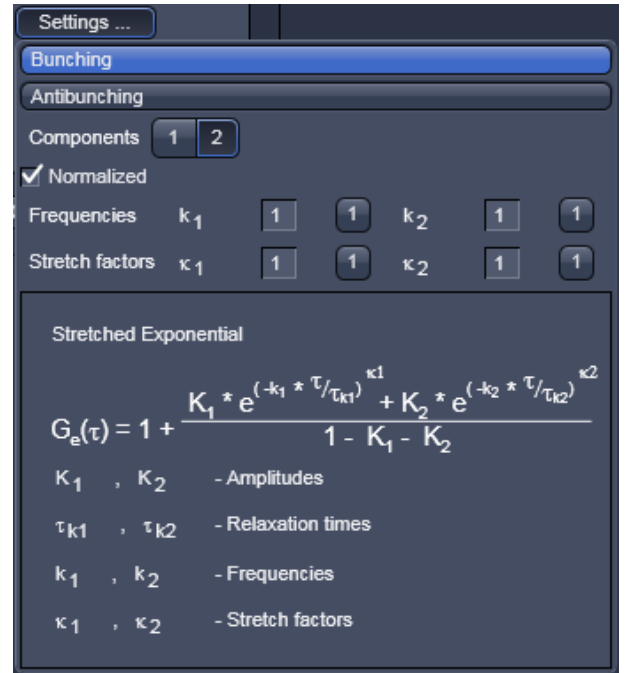 Settings ...
Bunching
Antibunching
Components 1 2
Normalized
Frequencies k1 1 1 k2 1 1
Stretch factors κ1 1 1 κ2 1 1
Stretched Exponential
Ge(τ) = 1 + (K1 * e^(-k1 * τ/τk1)^κ1 + K2 * e^(-k2 * τ/τk2)^κ2) / (1 - K1 - K2)
K1 , K2 - Amplitudes
τk1 , τk2 - Relaxation times
k1 , k2 - Frequencies
κ1 , κ2 - Stretch factors